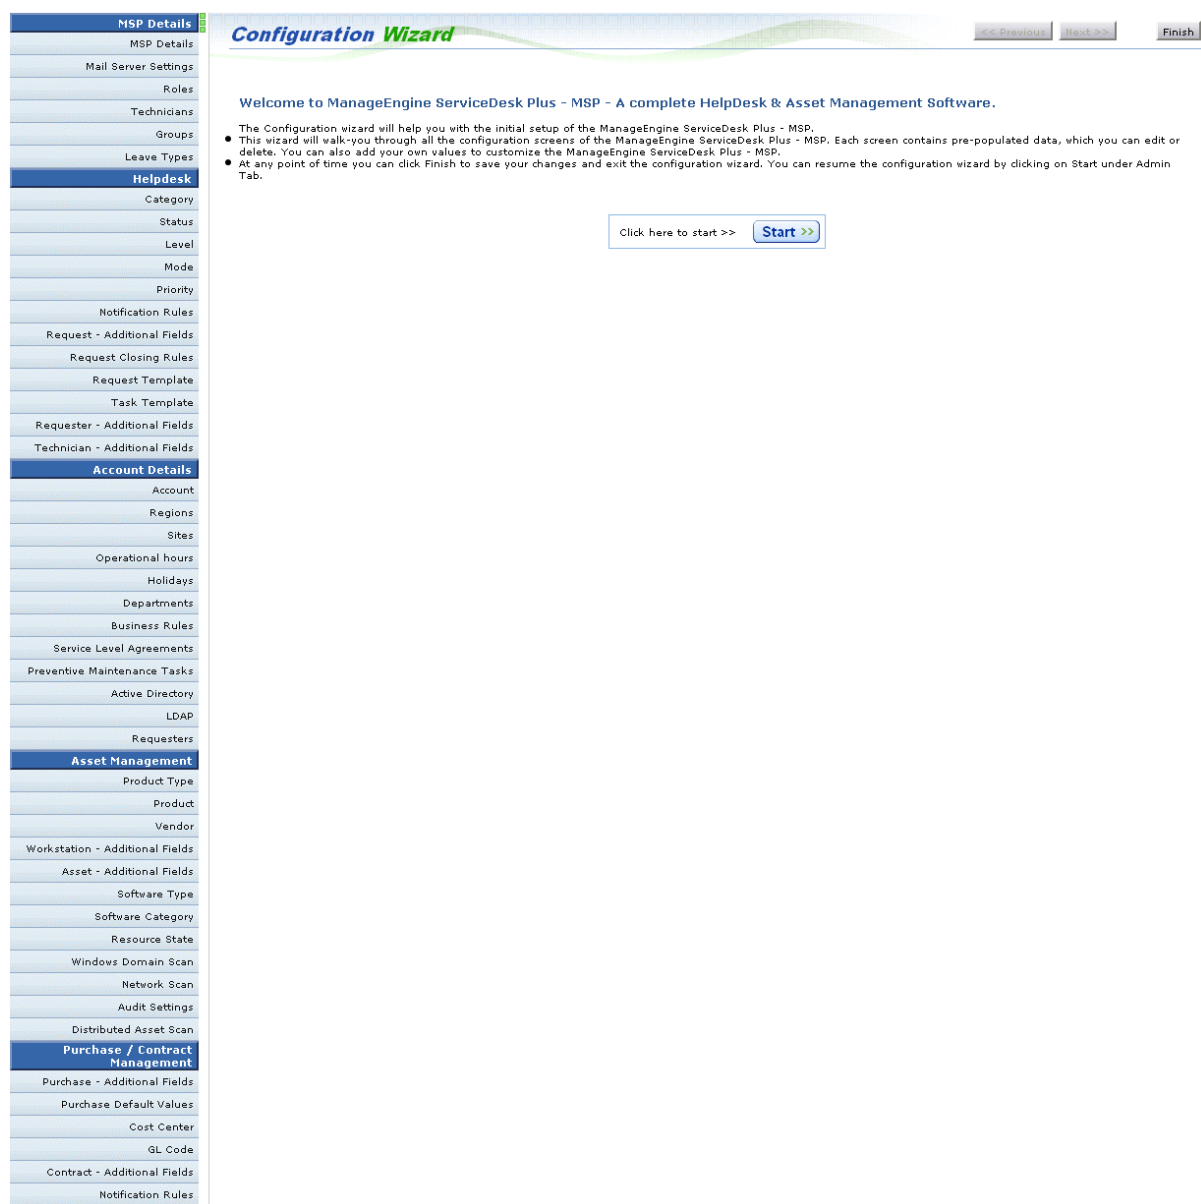 MSP Details
MSP Details
Mail Server Settings
Roles
Technicians
Groups
Leave Types
Helpdesk
Category
Status
Level
Mode
Priority
Notification Rules
Request - Additional Fields
Request Closing Rules
Request Template
Task Template
Requester - Additional Fields
Technician - Additional Fields
Account Details
Account
Regions
Sites
Operational hours
Holidays
Departments
Business Rules
Service Level Agreements
Preventive Maintenance Tasks
Active Directory
LDAP
Requesters
Asset Management
Product Type
Product
Vendor
Workstation - Additional Fields
Asset - Additional Fields
Software Type
Software Category
Resource State
Windows Domain Scan
Network Scan
Audit Settings
Distributed Asset Scan
Purchase / Contract
Management
Purchase - Additional Fields
Purchase Default Values
Cost Center
GL Code
Contract - Additional Fields
Notification Rules
Configuration Wizard
<< Previous
Next >>
Finish
Welcome to ManageEngine ServiceDesk Plus - MSP - A complete HelpDesk & Asset Management Software.
The Configuration wizard will help you with the initial setup of the ManageEngine ServiceDesk Plus - MSP.
• This wizard will walk-you through all the configuration screens of the ManageEngine ServiceDesk Plus - MSP. Each screen contains pre-populated data, which you can edit or
delete. You can also add your own values to customize the ManageEngine ServiceDesk Plus - MSP.
• At any point of time you can click Finish to save your changes and exit the configuration wizard. You can resume the configuration wizard by clicking on Start under Admin
Tab.
Click here to start >>
Start >>